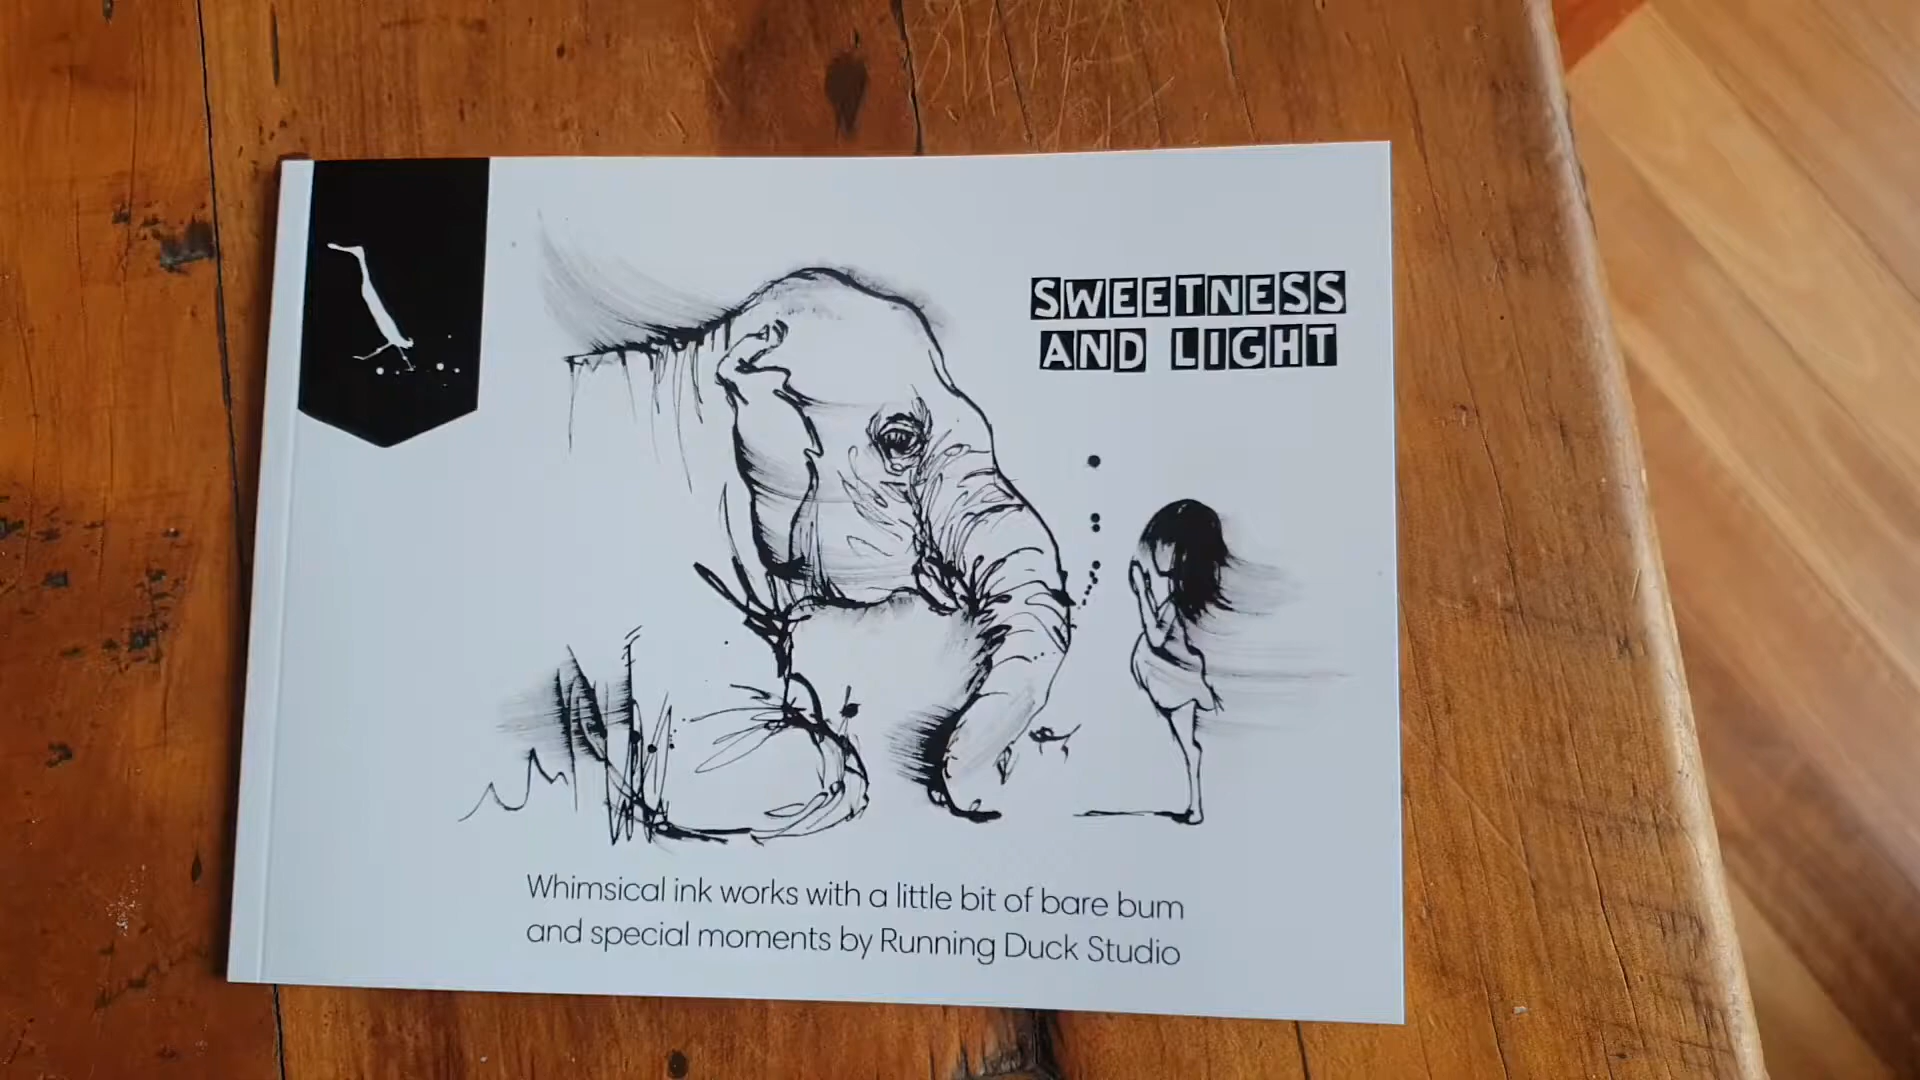 SWEETNESS
AND LIGHT
Whimsical ink works with a little bit of bare bum
and special moments by Running Duck Studio